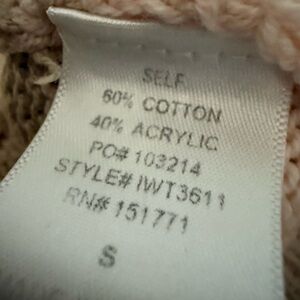 SELF
60% COTTON
40% ACRYLIC
PO# 103214
STYLE# IWT3611
RN# 151771
S